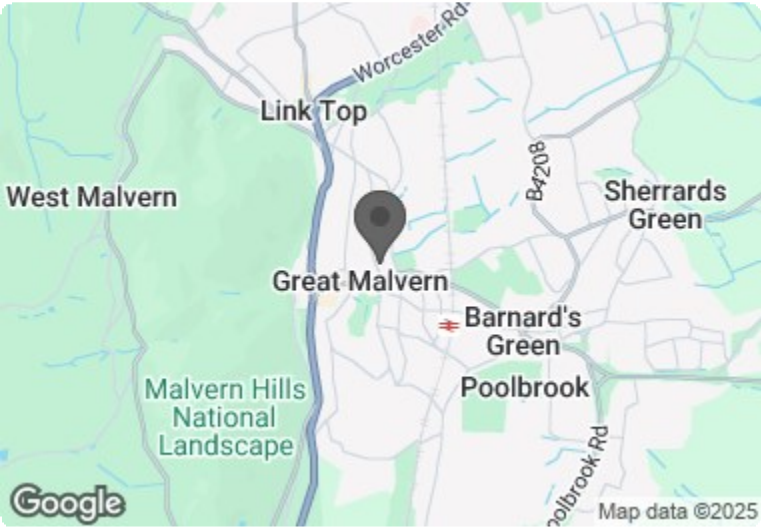 Worcester Rd
Link Top
B4208
West Malvern
Sherrards
Green
Great Malvern
Barnard's
Green
Poolbrook
Malvern Hills
National
Landscape
oolbrook Rd
Google
Map data ©2025